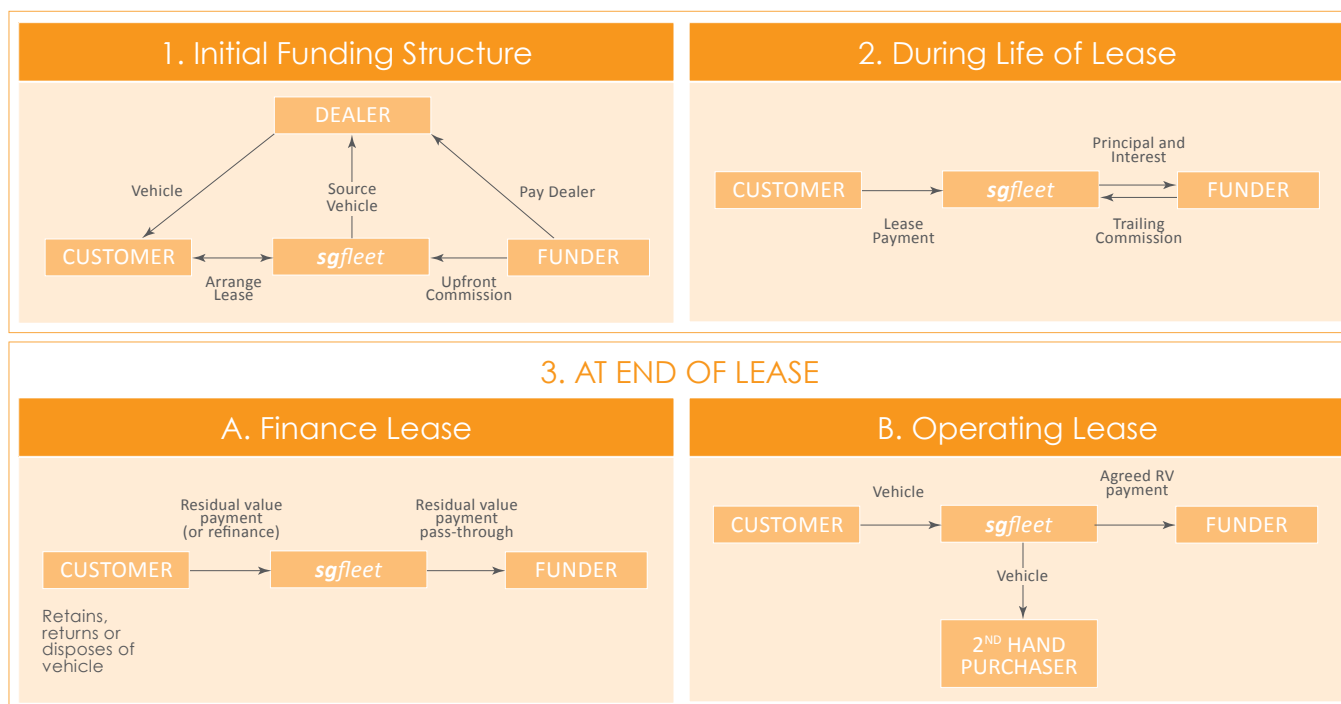 1. Initial Funding Structure
DEALER
Vehicle
Source
Vehicle
Pay Dealer
CUSTOMER
sgfleet
FUNDER
Arrange
Lease
Upfront
Commission
2. During Life of Lease
Principal and
Interest
CUSTOMER
sgfleet
FUNDER
Lease
Payment
Trailing
Commission
3. AT END OF LEASE
A. Finance Lease
Residual value
payment
(or refinance)
Residual value
payment
pass-through
CUSTOMER
sgfleet
FUNDER
Retains,
returns or
disposes of
vehicle
B. Operating Lease
Vehicle
Agreed RV
payment
CUSTOMER
sgfleet
FUNDER
Vehicle
2ND HAND
PURCHASER